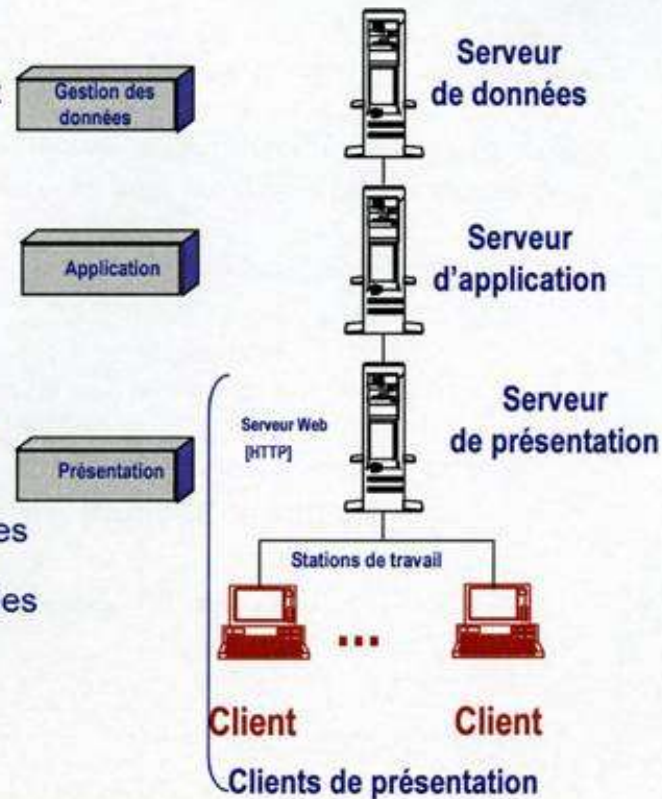 Serveur
de données
Gestion des
données
Application
Serveur
d'application
Serveur
de présentation
Serveur Web
[HTTP]
Présentation
Stations de travail
...
Client
Client
Clients de présentation